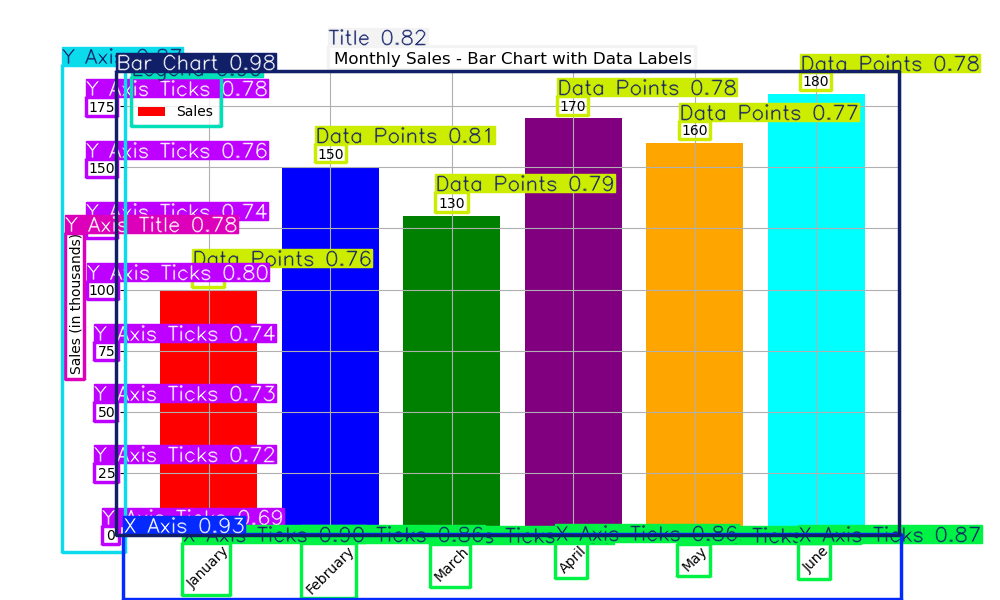 Title 0.82
Monthly Sales - Bar Chart with Data Labels
Bar Chart 0.98
Y Axis 0.87
Data Points 0.78
180
Y Axis Ticks 0.78
175
Sales
Data Points 0.78
170
Data Points 0.77
160
Data Points 0.81
150
Y Axis Ticks 0.76
150
Data Points 0.79
130
Y Axis Ticks 0.74
Y Axis Title 0.78
Sales (in thousands)
Data Points 0.76
Y Axis Ticks 0.80
100
Y Axis Ticks 0.74
75
Y Axis Ticks 0.73
50
Y Axis Ticks 0.72
25
Y Axis Ticks 0.69
0
X Axis 0.93
X Axis Ticks 0.90
X Axis Ticks 0.86
X Axis Ticks 0.86
X Axis Ticks 0.87
January
February
March
April
May
June